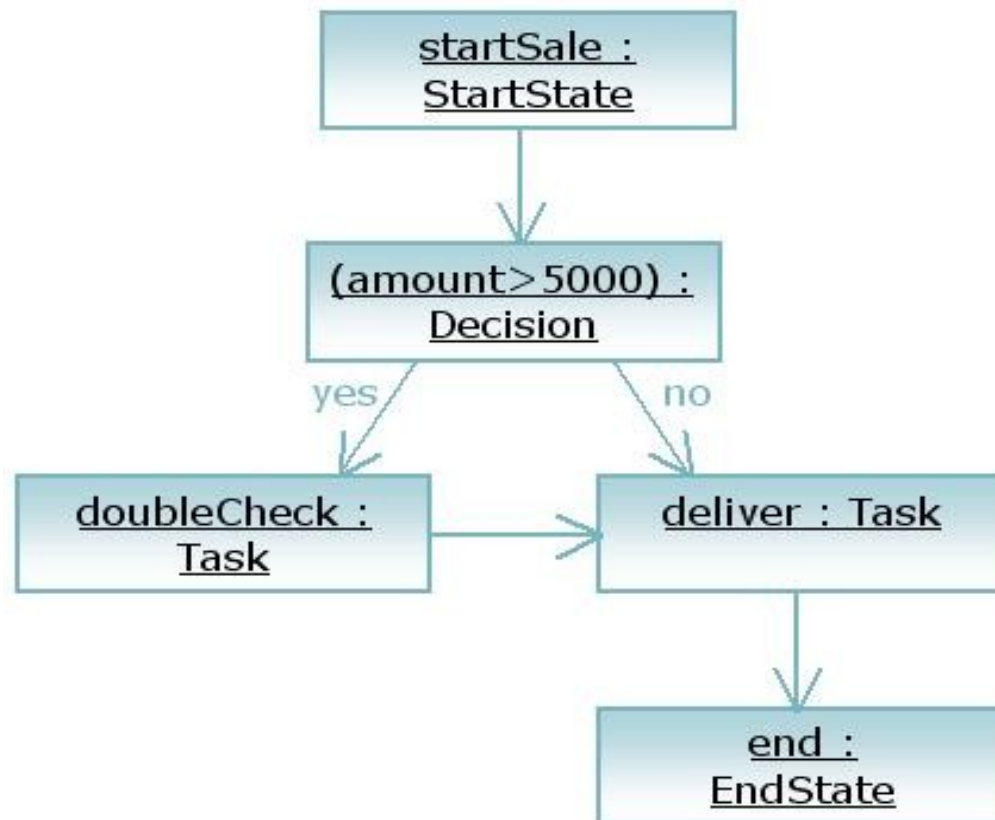 startSale :
StartState
(amount>5000) :
Decision
yes
no
doubleCheck :
Task
deliver : Task
end :
EndState